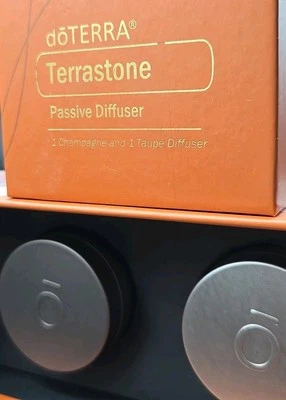 dōTERRA®
Terrastone
Passive Diffuser
1 Champagne and 1 Taupe Diffuser